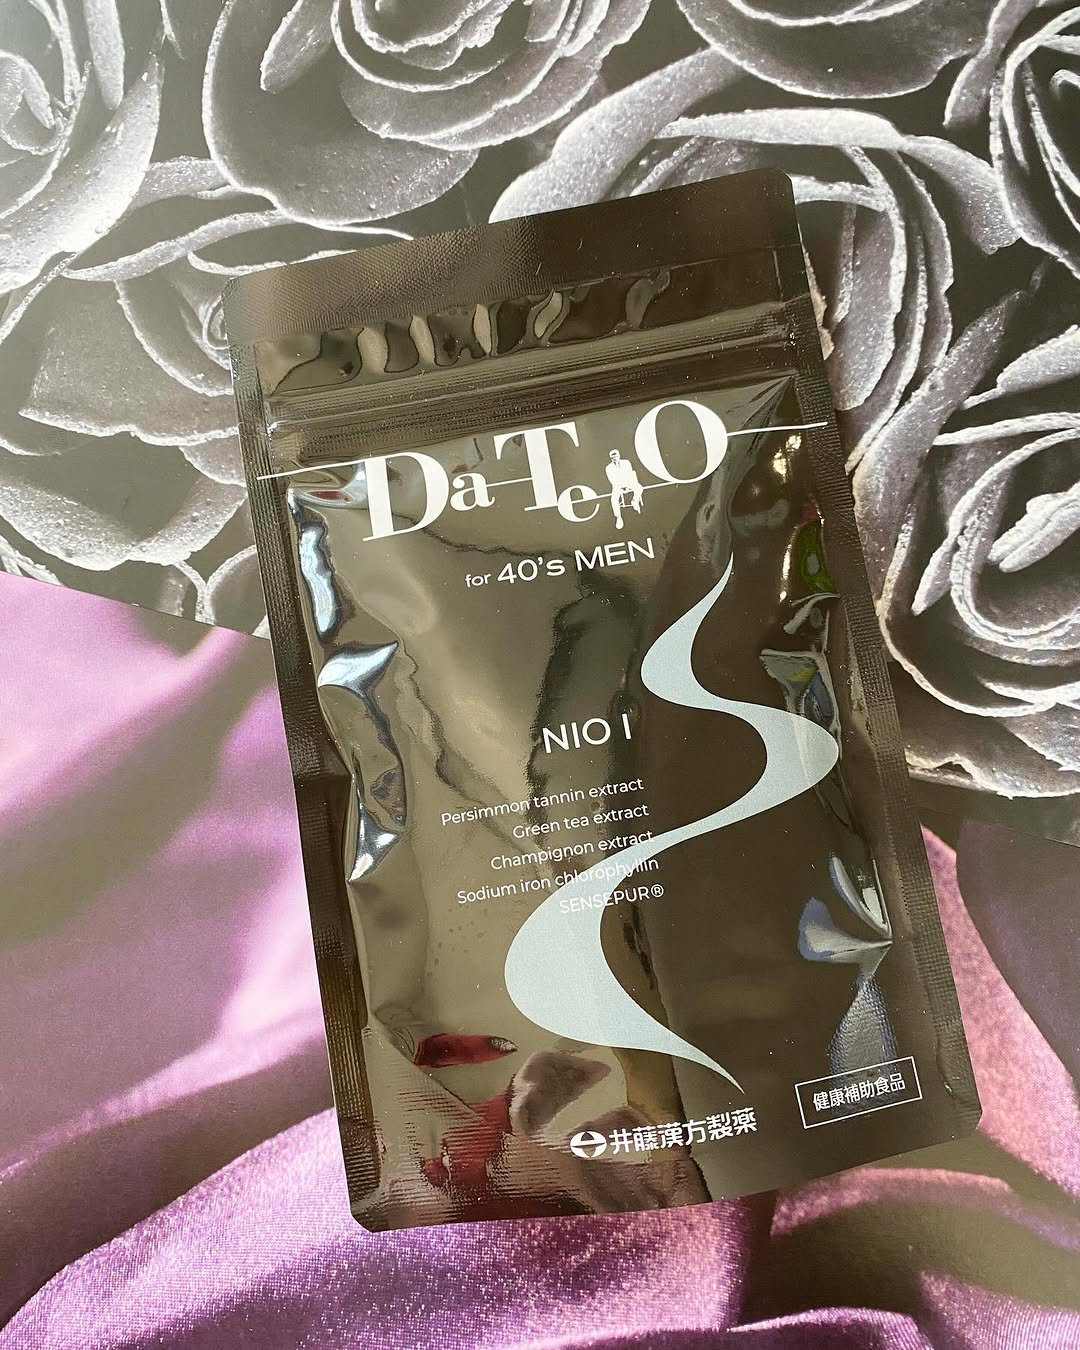 DaTeO
for 40's MEN
NIO I
Persimmon tannin extract
Green tea extract
Champignon extract
Sodium iron chlorophyllin
SENSEPUR®
健康補助食品
井藤漢方製薬